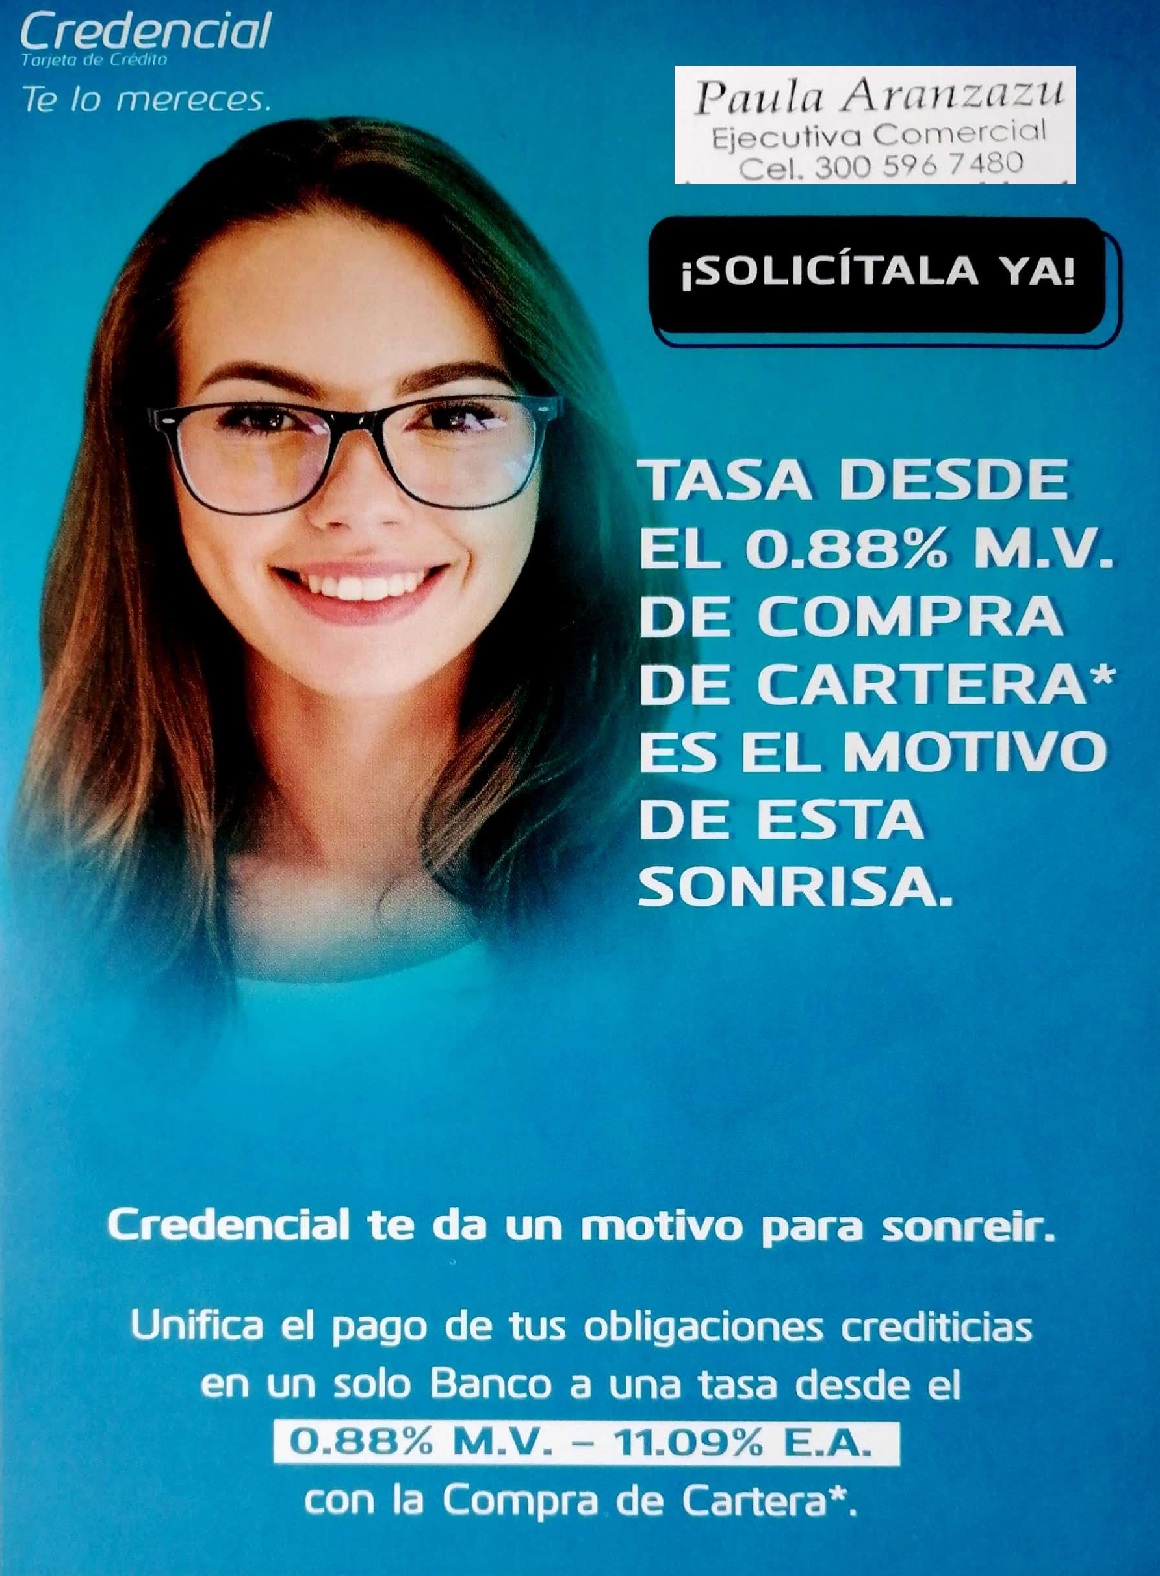 Credencial
Tarjeta de Crédito
Te lo mereces.
Paula Aranzazu
Ejecutiva Comercial
Cel. 300 596 7480
¡SOLICÍTALA YA!
TASA DESDE
EL 0.88% M.V.
DE COMPRA
DE CARTERA*
ES EL MOTIVO
DE ESTA
SONRISA.
Credencial te da un motivo para sonreir.
Unifica el pago de tus obligaciones crediticias
en un solo Banco a una tasa desde el
0.88% M.V. – 11.09% E.A.
con la Compra de Cartera*.